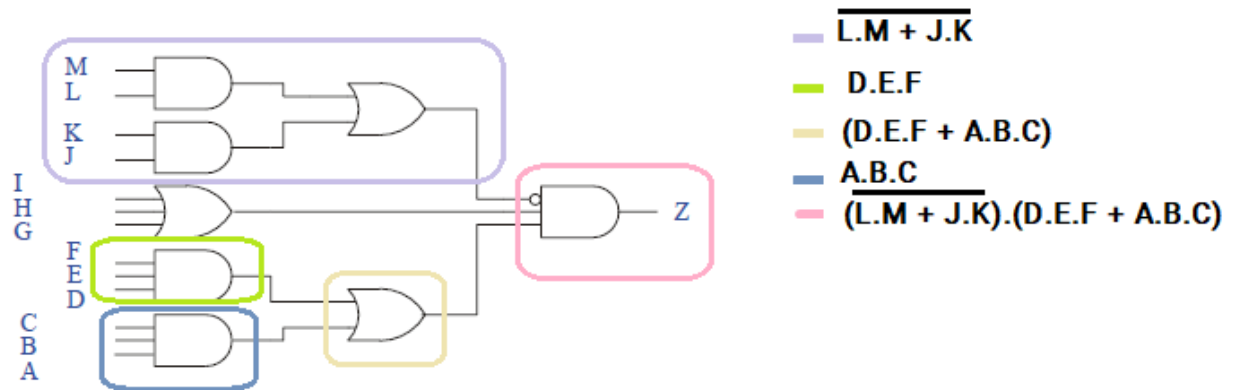 M
L
K
J
I
H
G
F
E
D
C
B
A
Z
L.M + J.K
D.E.F
(D.E.F + A.B.C)
A.B.C
(L.M + J.K).(D.E.F + A.B.C)